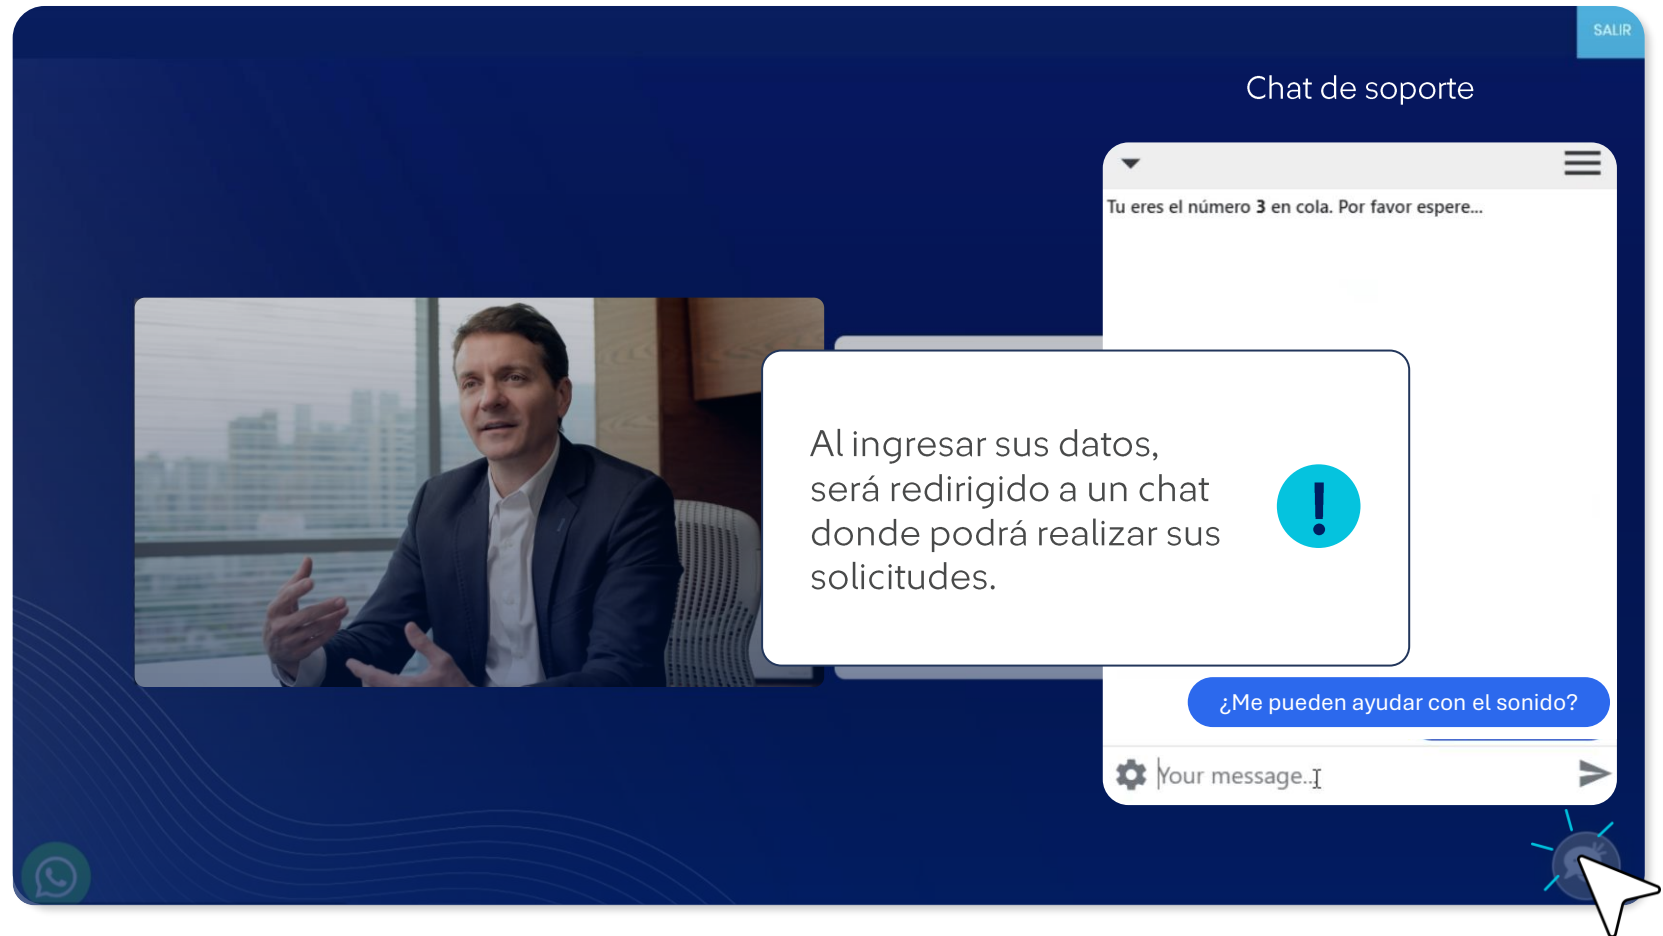 SALIR
Chat de soporte
Tu eres el número 3 en cola. Por favor espere...
Al ingresar sus datos,
será redirigido a un chat
donde podrá realizar sus
solicitudes.
!
¿Me pueden ayudar con el sonido?
Your message...